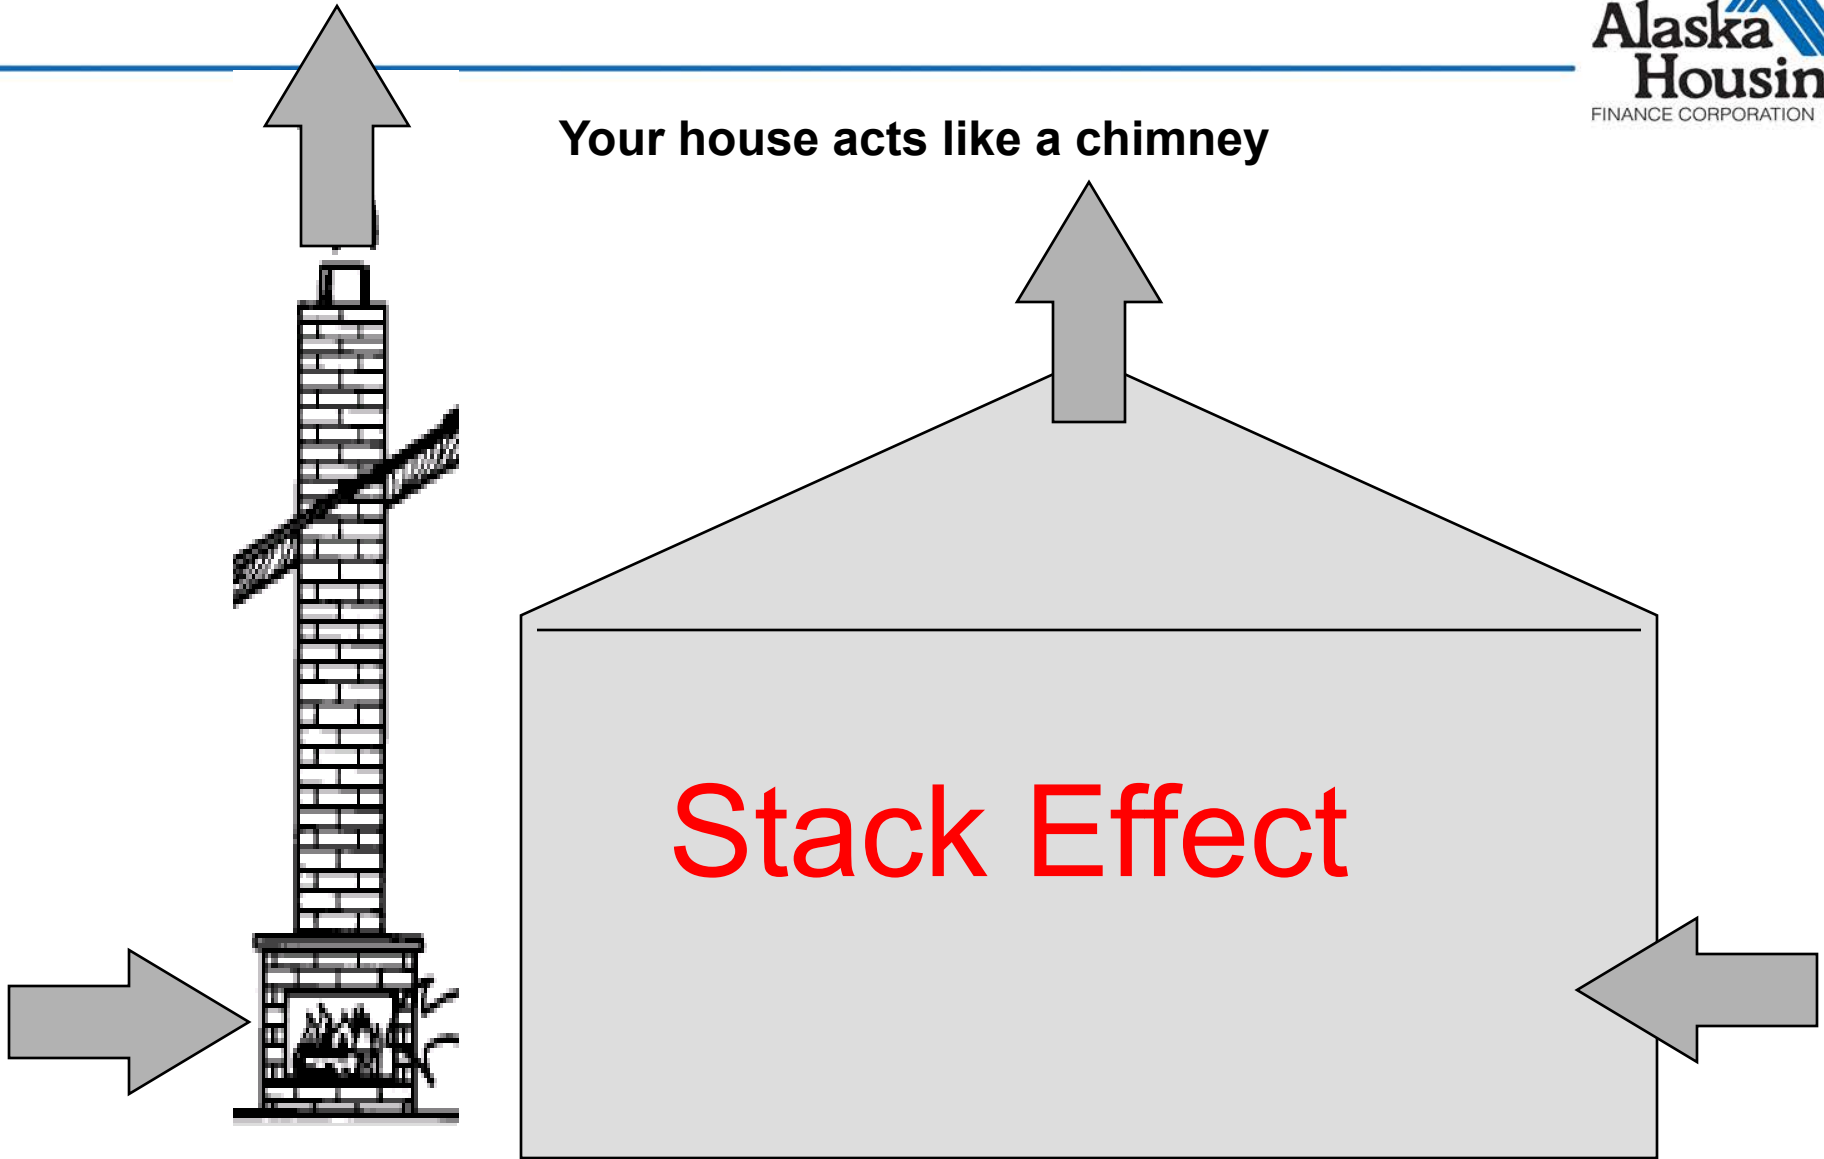 Alaska
Housin
FINANCE CORPORATION
Your house acts like a chimney
Stack Effect